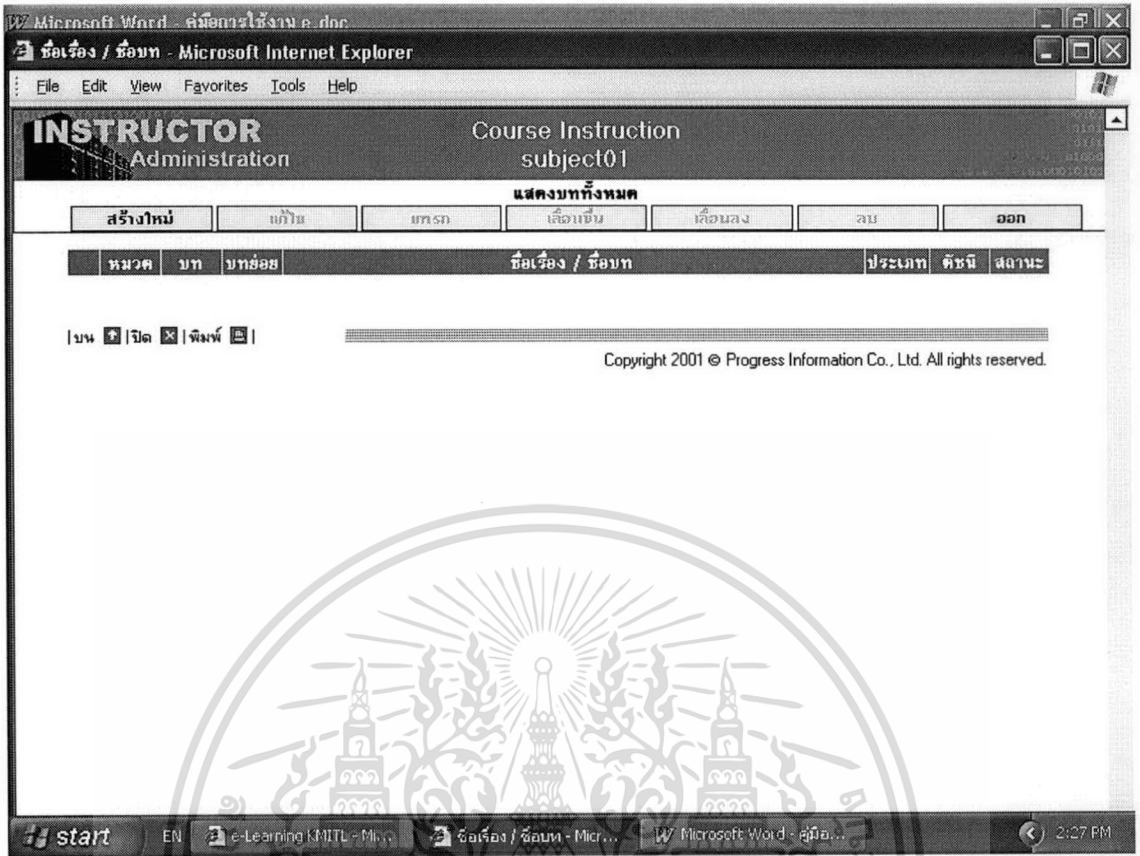 Microsoft Word - คู่มือการใช้งาน e.doc
ชื่อเรื่อง / ชื่อบท - Microsoft Internet Explorer
File Edit View Favorites Tools Help
INSTRUCTOR
Administration
Course Instruction
subject01
แสดงบททั้งหมด
สร้างใหม่ แก้ไข แทรก เลื่อนขึ้น เลื่อนลง ลบ ออก
หมวด บท บทย่อย ชื่อเรื่อง / ชื่อบท ประเภท ดัชนี สถานะ
|บน |ปิด |พิมพ์ |
Copyright 2001 © Progress Information Co., Ltd. All rights reserved.
start EN e-Learning KMITL - Mi... ชื่อเรื่อง / ชื่อบท - Micr... Microsoft Word - คู่มือ... 2:27 PM